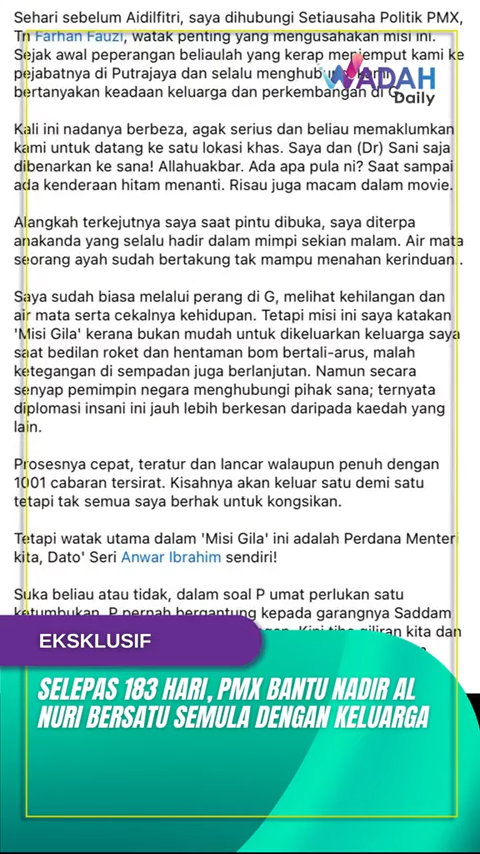 Sehari sebelum Aidilfitri, saya dihubungi Setiausaha Politik PMX,
Tn Farhan Fauzi, watak penting yang mengusahakan misi ini.
Sejak awal peperangan beliaulah yang kerap menjemput kami ke
pejabatnya di Putrajaya dan selalu menghubungi kami
bertanyakan keadaan keluarga dan perkembangan di G.
WADAH
Daily
Kali ini nadanya berbeza, agak serius dan beliau memaklumkan
kami untuk datang ke satu lokasi khas. Saya dan (Dr) Sani saja
dibenarkan ke sana! Allahuakbar. Ada apa pula ni? Saat sampai
ada kenderaan hitam menanti. Risau juga macam dalam movie.
Alangkah terkejutnya saya saat pintu dibuka, saya diterpa
anakanda yang selalu hadir dalam mimpi sekian malam. Air mata
seorang ayah sudah bertakung tak mampu menahan kerinduan..
Saya sudah biasa melalui perang di G, melihat kehilangan dan
air mata serta cekalnya kehidupan. Tetapi misi ini saya katakan
'Misi Gila' kerana bukan mudah untuk dikeluarkan keluarga saya
saat bedilan roket dan hentaman bom bertali-arus, malah
ketegangan di sempadan juga berlanjutan. Namun secara
senyap pemimpin negara menghubungi pihak sana; ternyata
diplomasi insani ini jauh lebih berkesan daripada kaedah yang
lain.
Prosesnya cepat, teratur dan lancar walaupun penuh dengan
1001 cabaran tersirat. Kisahnya akan keluar satu demi satu
tetapi tak semua saya berhak untuk kongsikan.
Tetapi watak utama dalam 'Misi Gila' ini adalah Perdana Menteri
kita, Dato' Seri Anwar Ibrahim sendiri!
Suka beliau atau tidak, dalam soal P umat perlukan satu
ketumbukan. P pernah bergantung kepada garangnya Saddam
Kini tiba giliran kita dan
EKSKLUSIF
SELEPAS 183 HARI, PMX BANTU NADIR AL
NURI BERSATU SEMULA DENGAN KELUARGA